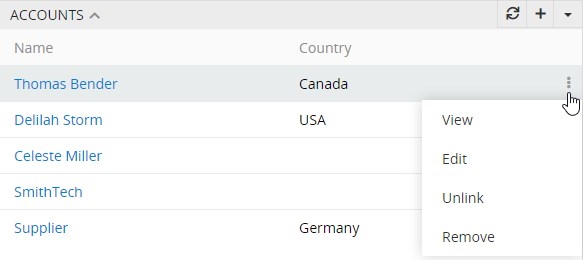 ACCOUNTS
Name Country
Thomas Bender Canada
Delilah Storm USA
View
Celeste Miller
Edit
SmithTech
Unlink
Supplier Germany
Remove